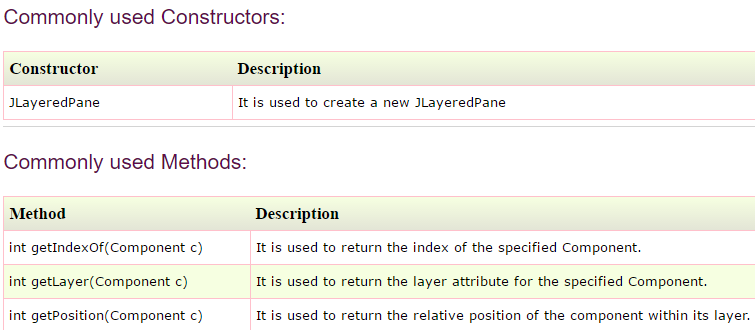 Commonly used Constructors:
Constructor Description
JLayeredPane It is used to create a new JLayeredPane
Commonly used Methods:
Method Description
int getIndexOf(Component c) It is used to return the index of the specified Component.
int getLayer(Component c) It is used to return the layer attribute for the specified Component.
int getPosition(Component c) It is used to return the relative position of the component within its layer.